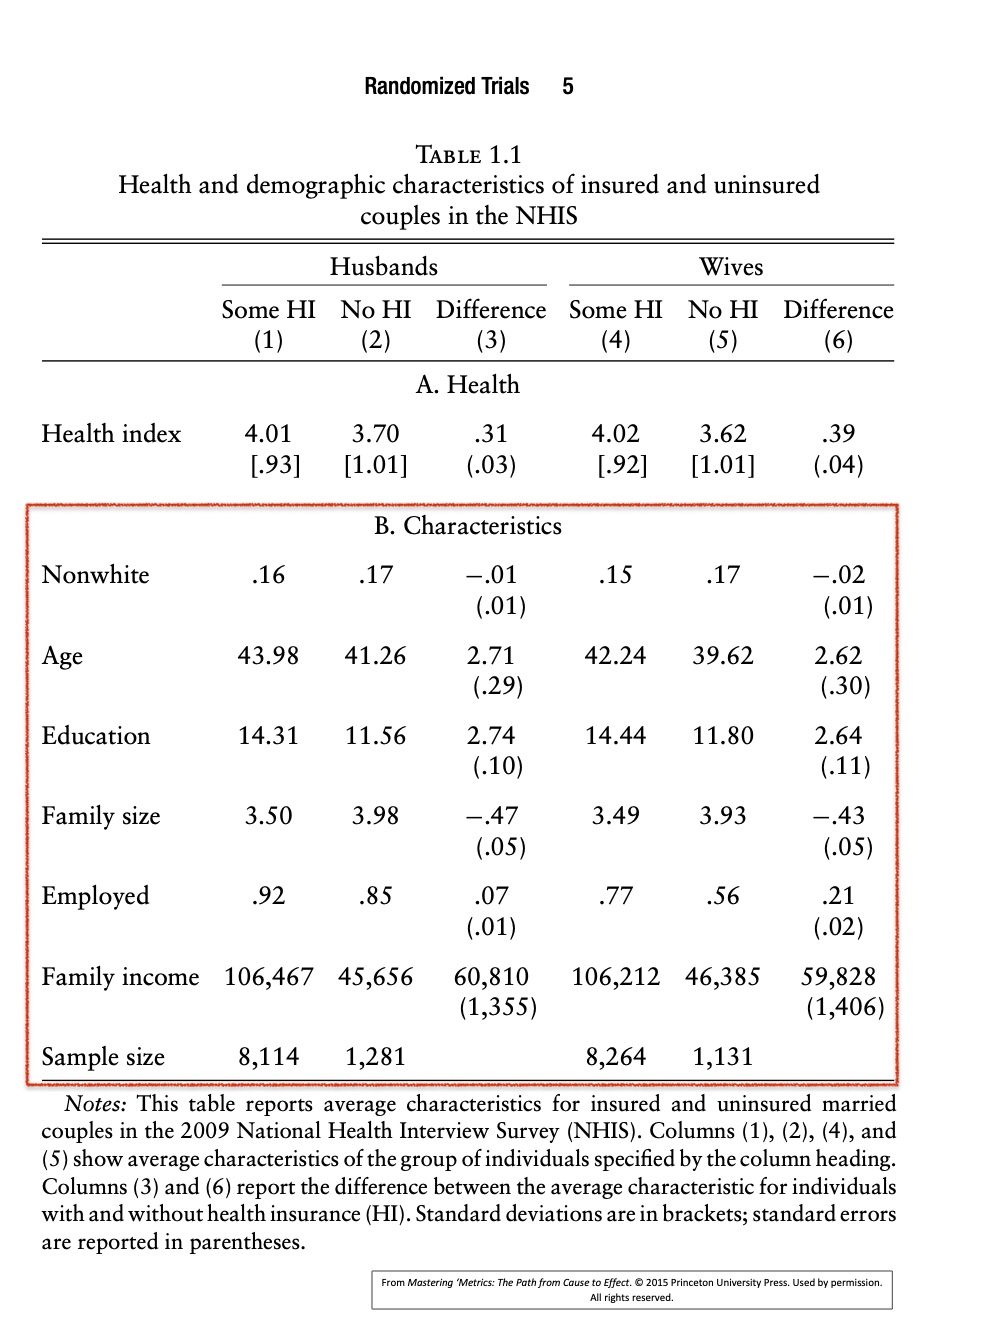 Randomized Trials 5
TABLE 1.1
Health and demographic characteristics of insured and uninsured
couples in the NHIS
Husbands Wives
Some HI No HI Difference Some HI No HI Difference
(1) (2) (3) (4) (5) (6)
A. Health
Health index 4.01 3.70 .31 4.02 3.62 .39
[.93] [1.01] (.03) [.92] [1.01] (.04)
B. Characteristics
Nonwhite .16 .17 −.01 .15 .17 −.02
(.01) (.01)
Age 43.98 41.26 2.71 42.24 39.62 2.62
(.29) (.30)
Education 14.31 11.56 2.74 14.44 11.80 2.64
(.10) (.11)
Family size 3.50 3.98 −.47 3.49 3.93 −.43
(.05) (.05)
Employed .92 .85 .07 .77 .56 .21
(.01) (.02)
Family income 106,467 45,656 60,810 106,212 46,385 59,828
(1,355) (1,406)
Sample size 8,114 1,281 8,264 1,131
Notes: This table reports average characteristics for insured and uninsured married
couples in the 2009 National Health Interview Survey (NHIS). Columns (1), (2), (4), and
(5) show average characteristics of the group of individuals specified by the column heading.
Columns (3) and (6) report the difference between the average characteristic for individuals
with and without health insurance (HI). Standard deviations are in brackets; standard errors
are reported in parentheses.
From Mastering ‘Metrics: The Path from Cause to Effect. © 2015 Princeton University Press. Used by permission.
All rights reserved.